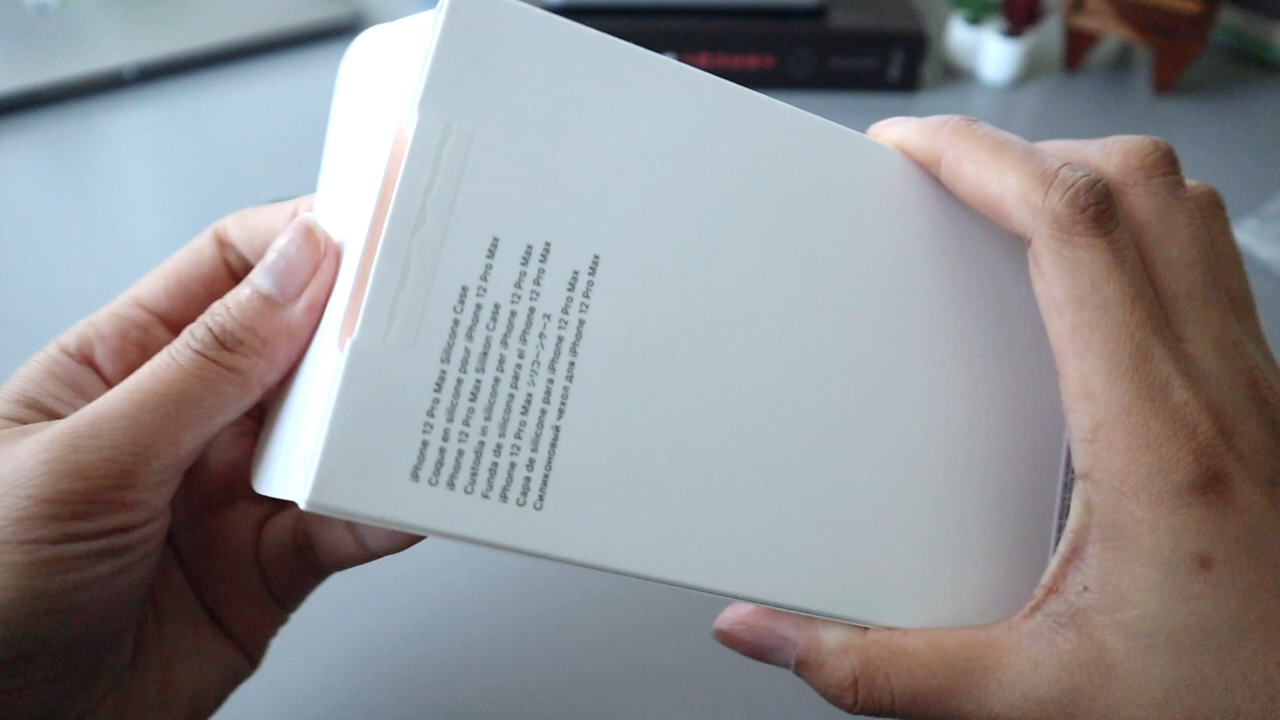 iPhone 12 Pro Max Silicone Case
Coque en silicone pour iPhone 12 Pro Max
iPhone 12 Pro Max Silikon Case
Custodia in silicone per iPhone 12 Pro Max
Funda de silicona para el iPhone 12 Pro Max
iPhone 12 Pro Max シリコーンケース
Capa de silicone para iPhone 12 Pro Max
Силиконовый чехол для iPhone 12 Pro Max